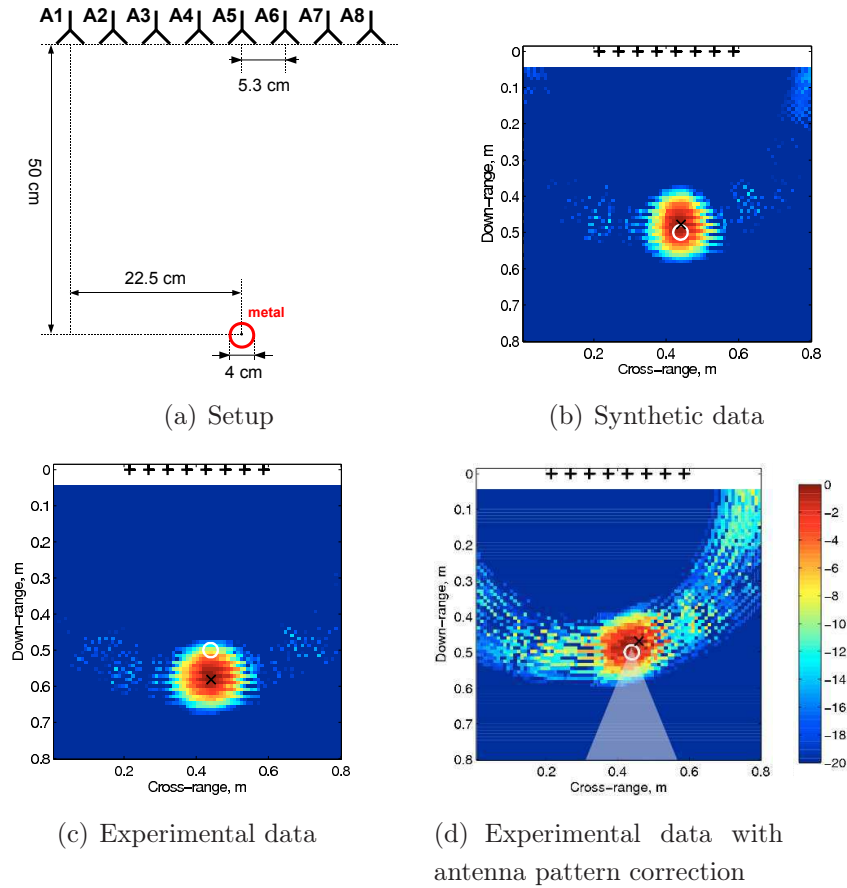 A1 A2 A3 A4 A5 A6 A7 A8
5.3 cm
50 cm
22.5 cm
metal
4 cm
(a) Setup
0
0.1
0.2
0.3
0.4
0.5
0.6
0.7
0.8
Down-range, m
0.2 0.4 0.6 0.8
Cross-range, m
(b) Synthetic data
0
0.1
0.2
0.3
0.4
0.5
0.6
0.7
0.8
Down-range, m
0.2 0.4 0.6 0.8
Cross-range, m
(c) Experimental data
0
0.1
0.2
0.3
0.4
0.5
0.6
0.7
0.8
Down-range, m
0.2 0.4 0.6 0.8
Cross-range, m
0
-2
-4
-6
-8
-10
-12
-14
-16
-18
-20
(d) Experimental data with
antenna pattern correction